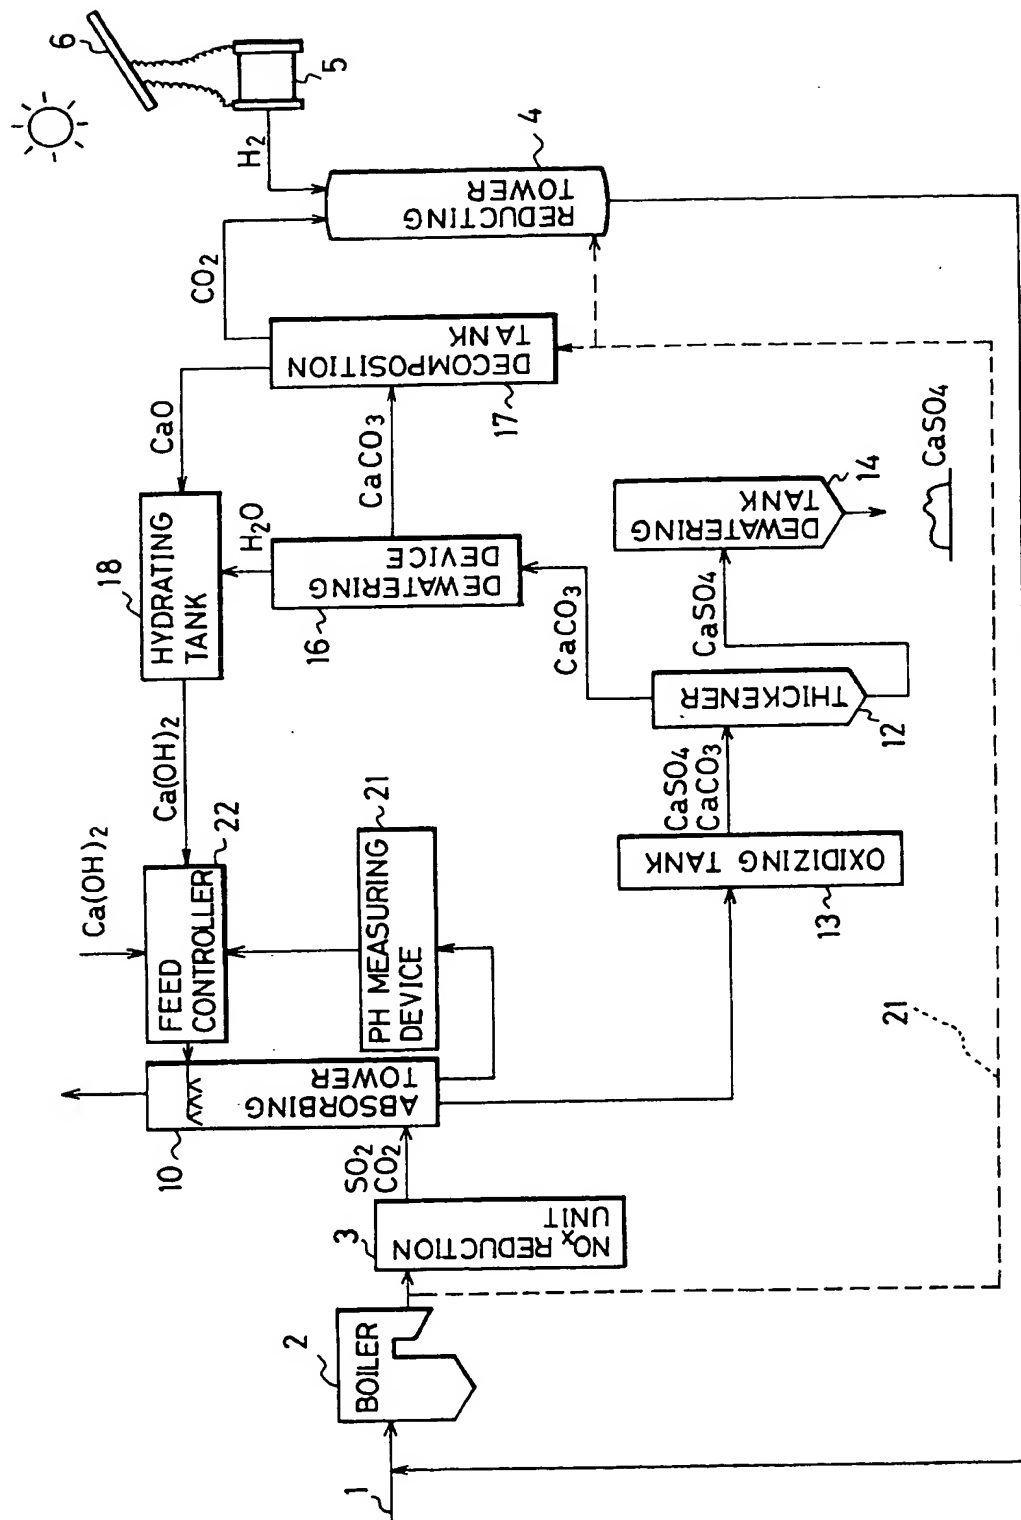 6
5
H2
4
REDUCTING
TOWER
CO2
DECOMPOSITION
TANK
17
CaO
CaCO3
18
HYDRATING
TANK
H2O
DEWATERING
DEVICE
16
CaCO3
DEWATERING
TANK
14
CaSO4
CaSO4
THICKENER
12
Ca(OH)2
Ca(OH)2
22
FEED
CONTROLLER
21
PH MEASURING
DEVICE
CaSO4
CaCO3
OXIDIZING TANK
13
ABSORBING
TOWER
10
SO2
CO2
3
NOx REDUCTION
UNIT
21
2
BOILER
1